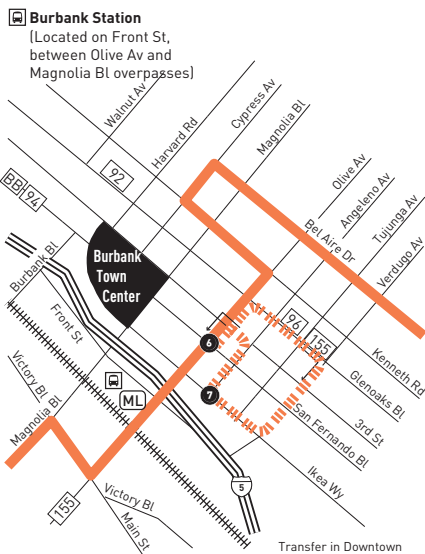 Burbank Station
(Located on Front St,
between Olive Av and
Magnolia Bl overpasses)
Walnut Av
Harvard Rd
Cypress Av
Magnolia Bl
92
Olive Av
Angeleno Av
Tujunga Av
Verdugo Av
BB
94
Bel Aire Dr
Burbank Bl
Burbank
Town
Center
Front St
96
155
6
Kenneth Rd
Glenoaks Bl
Victory Bl
ML
7
3rd St
San Fernando Bl
Magnolia Bl
Ikea Wy
5
155
Victory Bl
Main St
Transfer in Downtown